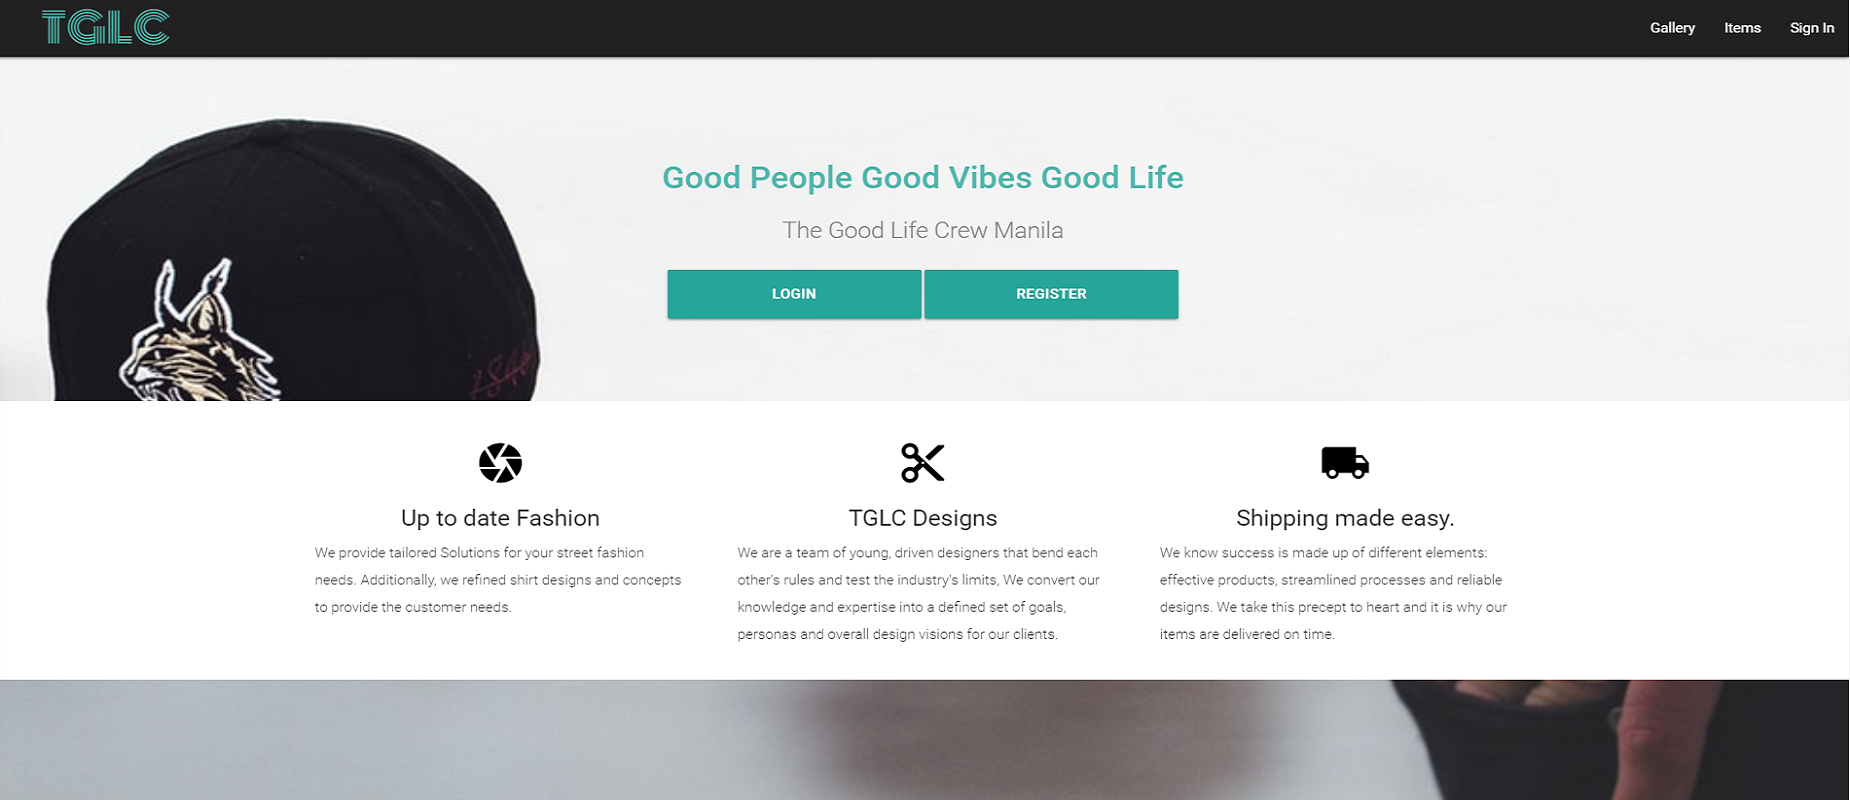 TGLC
Gallery Items Sign In
Good People Good Vibes Good Life
The Good Life Crew Manila
LOGIN REGISTER
Up to date Fashion
We provide tailored Solutions for your street fashion
needs. Additionally, we refined shirt designs and concepts
to provide the customer needs.
TGLC Designs
We are a team of young, driven designers that bend each
other's rules and test the industry's limits, We convert our
knowledge and expertise into a defined set of goals,
personas and overall design visions for our clients.
Shipping made easy.
We know success is made up of different elements:
effective products, streamlined processes and reliable
designs. We take this precept to heart and it is why our
items are delivered on time.